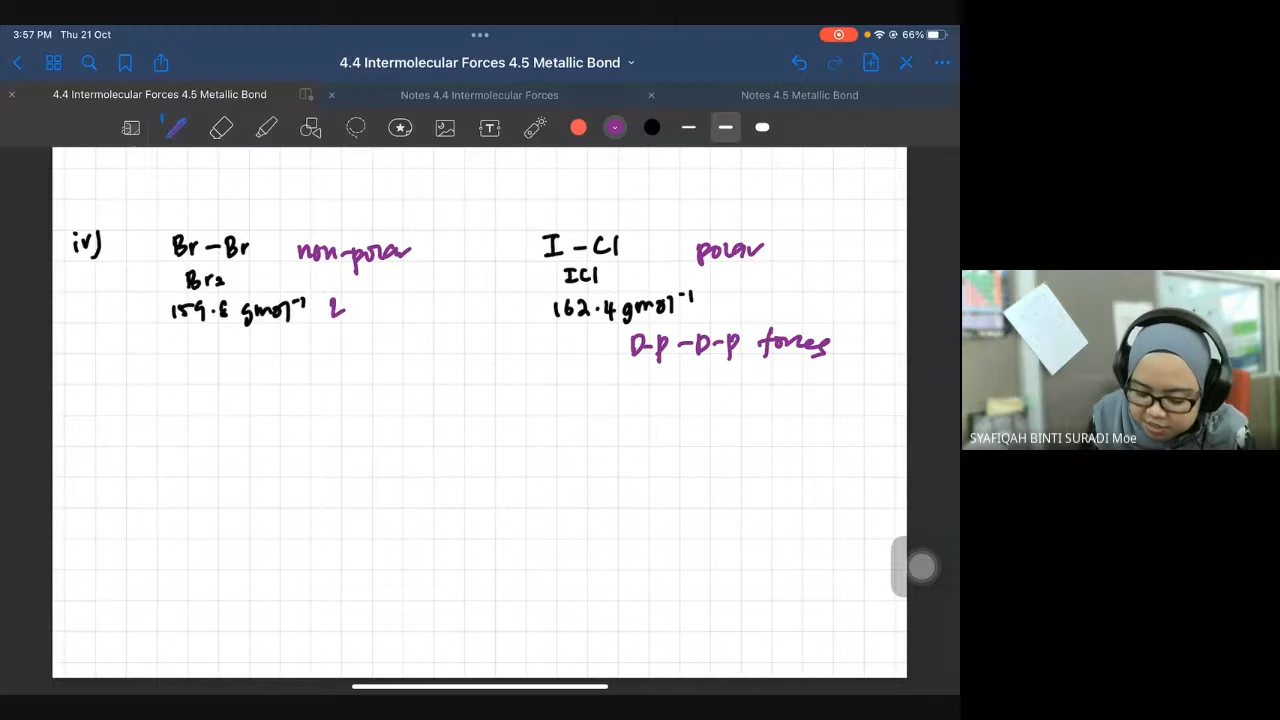 3:57 PM Thu 21 Oct
66%
4.4 Intermolecular Forces 4.5 Metallic Bond
4.4 Intermolecular Forces 4.5 Metallic Bond
Notes 4.4 Intermolecular Forces
Notes 4.5 Metallic Bond
iv) Br-Br non-polar I-Cl polar
Br2 ICl
159.8 gmol-1 L 162.4 gmol-1
D-p-D-p forces
SYAFIQAH BINTI SURADI Moe